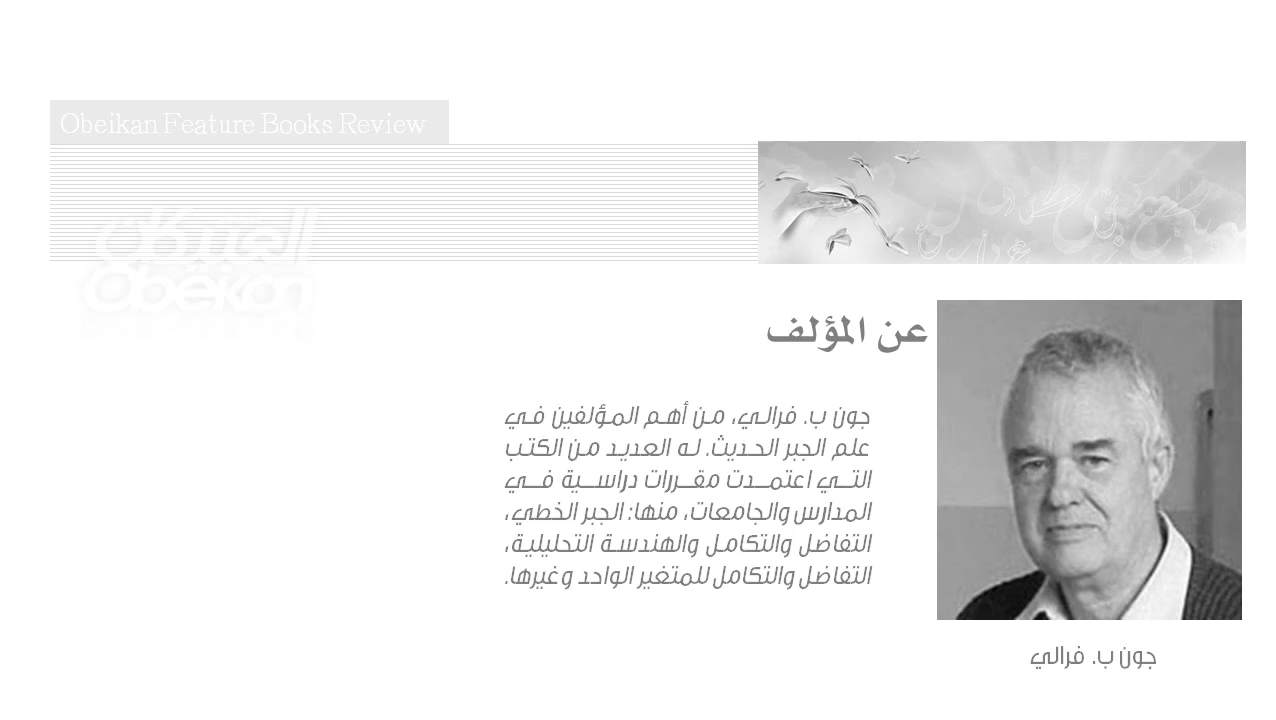 Obeikan Feature Books Review
العبيكان
Obëkan
عن المؤلف
جون ب. فرالي، من أهم المؤلفين في
علم الجبر الحديث. له العديد من الكتب
التي اعتمدت مقررات دراسية في
المدارس والجامعات، منها: الجبر الخطي،
التفاضل والتكامل والهندسة التحليلية،
التفاضل والتكامل للمتغير الواحد وغيرها.
جون ب. فرالي